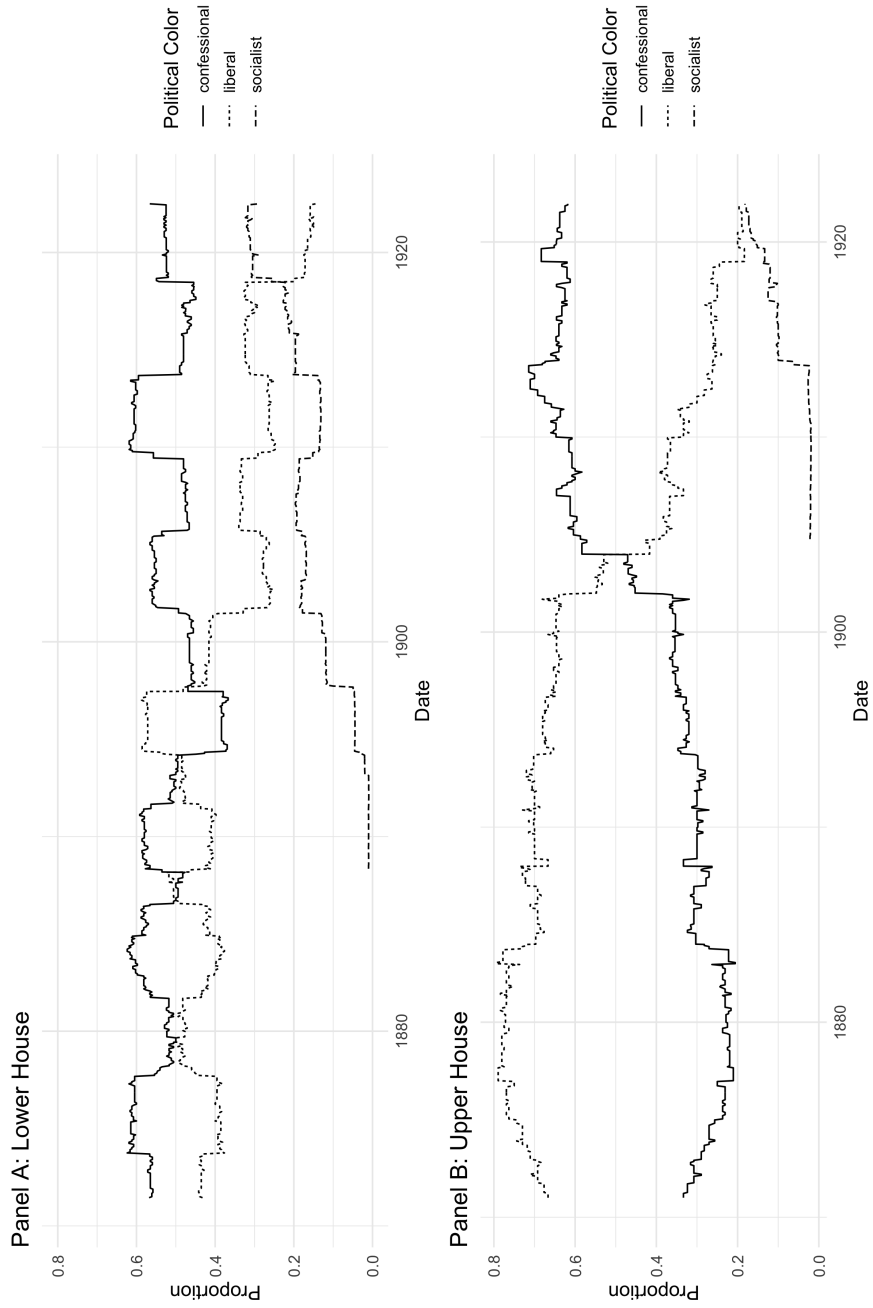 Panel A: Lower House
0.8
0.6
0.4
0.2
0.0
Proportion
1880
1900
1920
Date
Political Color
confessional
liberal
socialist
Panel B: Upper House
0.8
0.6
0.4
0.2
0.0
Proportion
1880
1900
1920
Date
Political Color
confessional
liberal
socialist